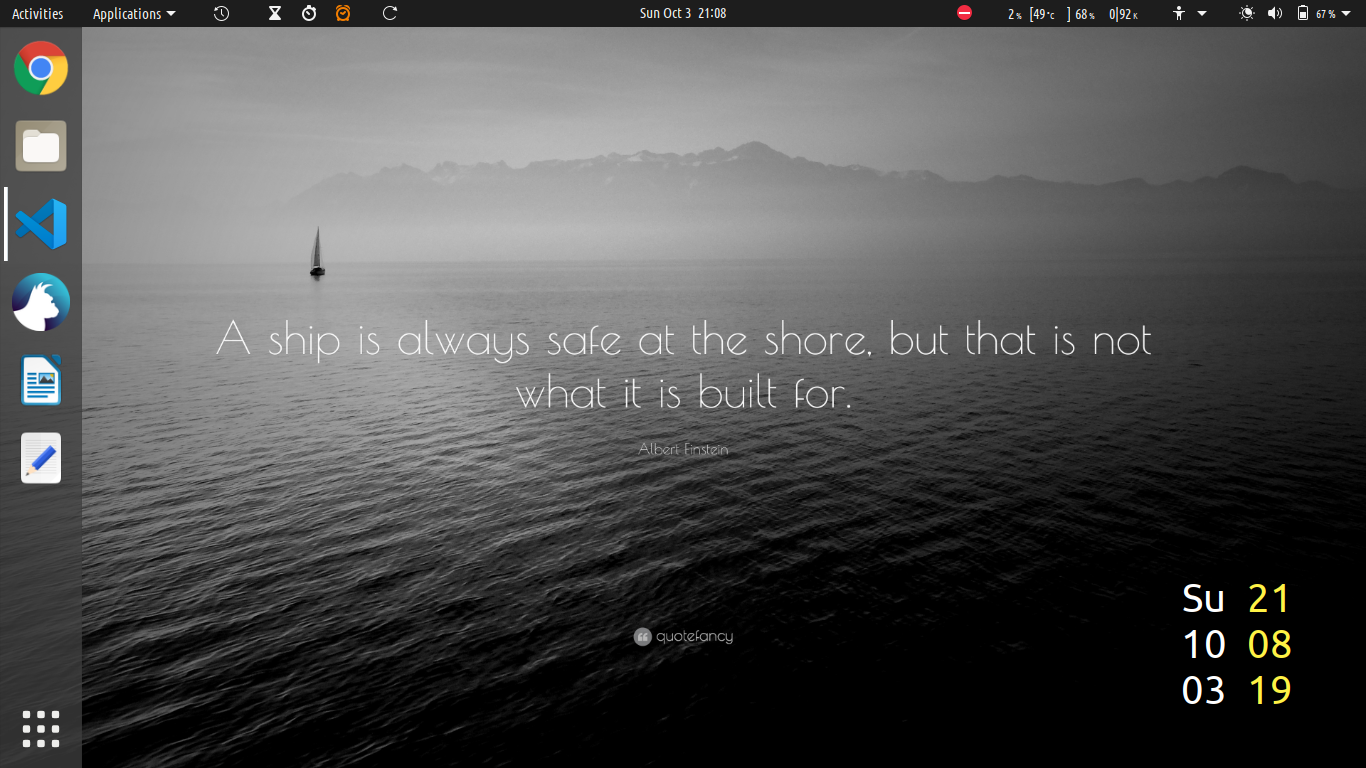 Activities Applications Sun Oct 3 21:08 2 % [49°C ] 68 % 0|92 K 67 %
A ship is always safe at the shore, but that is not
what it is built for.
Albert Einstein
quotefancy
Su 21
10 08
03 19